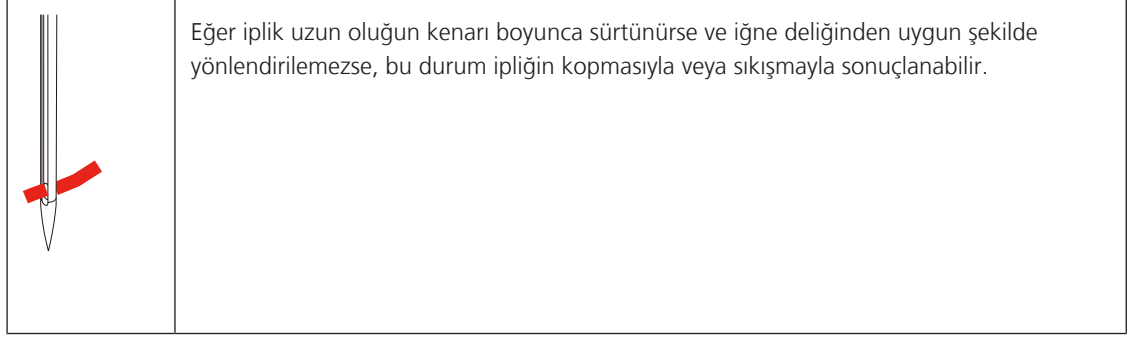 Eğer iplik uzun oluğun kenarı boyunca sürtünürse ve iğne deliğinden uygun şekilde
yönlendirilemezse, bu durum ipliğin kopmasıyla veya sıkışmayla sonuçlanabilir.